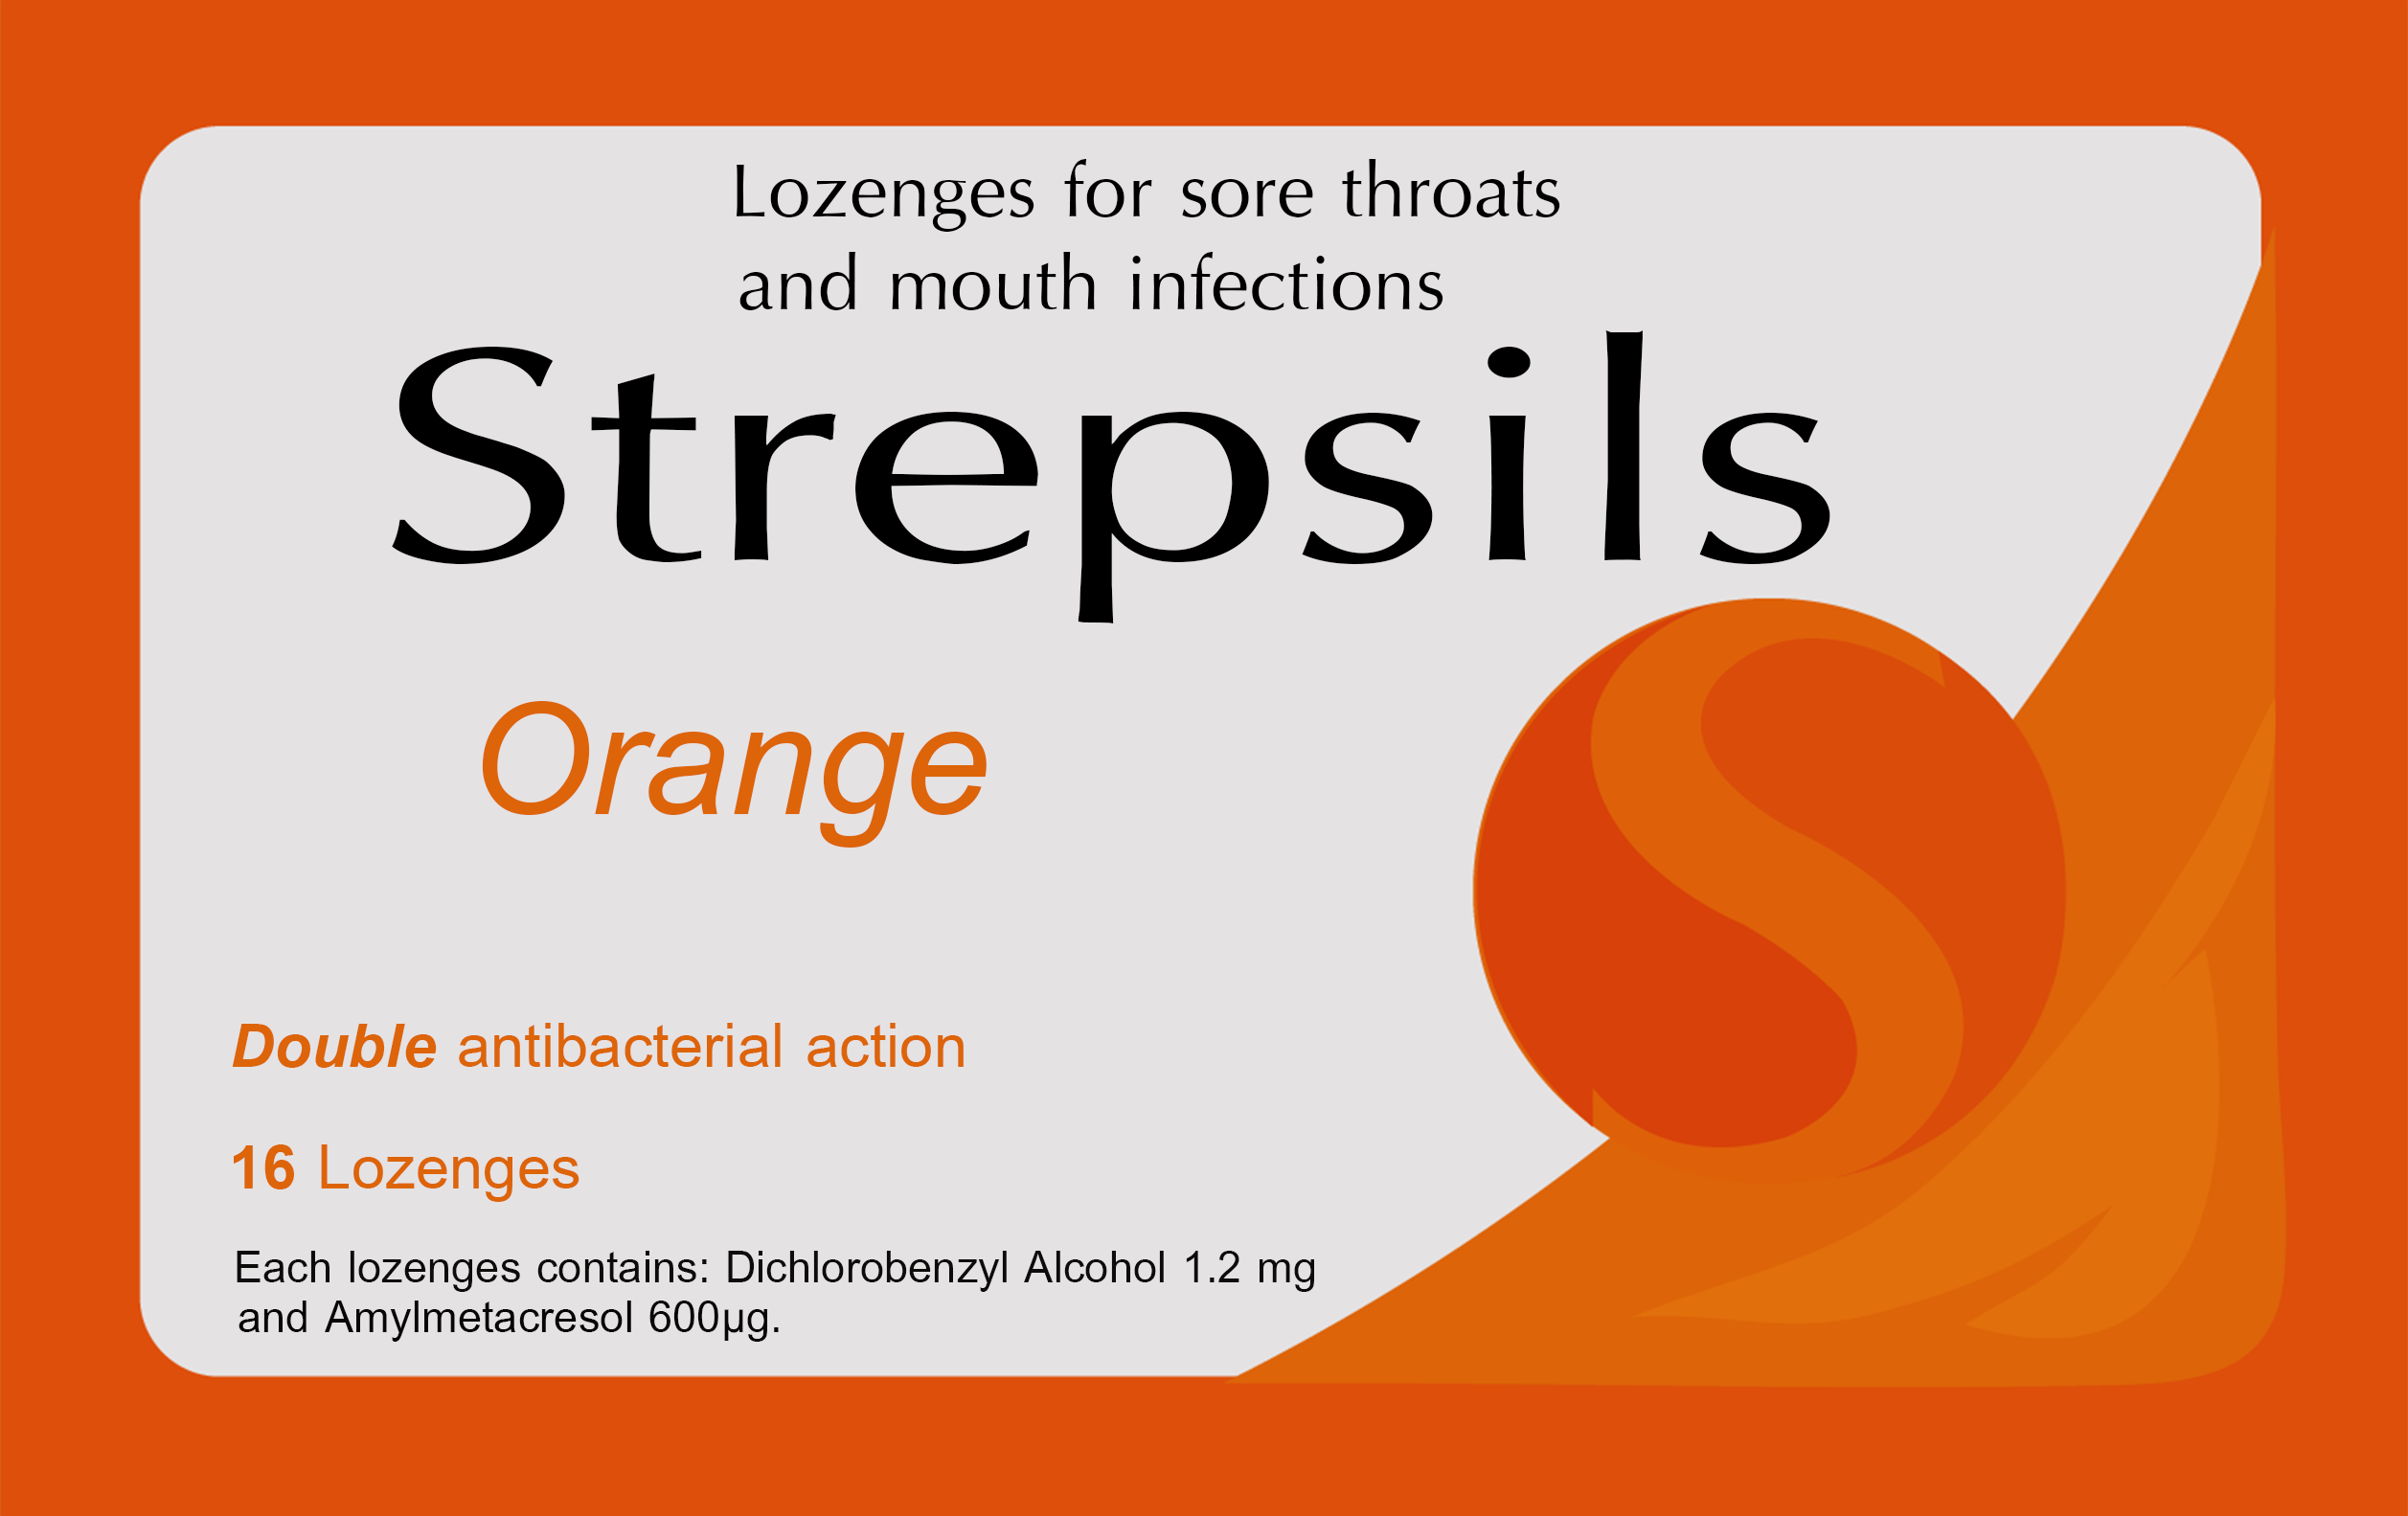 Lozenges for sore throats
and mouth infections
Strepsils
Orange
S
Double antibacterial action
16 Lozenges
Each lozenges contains: Dichlorobenzyl Alcohol 1.2 mg
and Amylmetacresol 600µg.